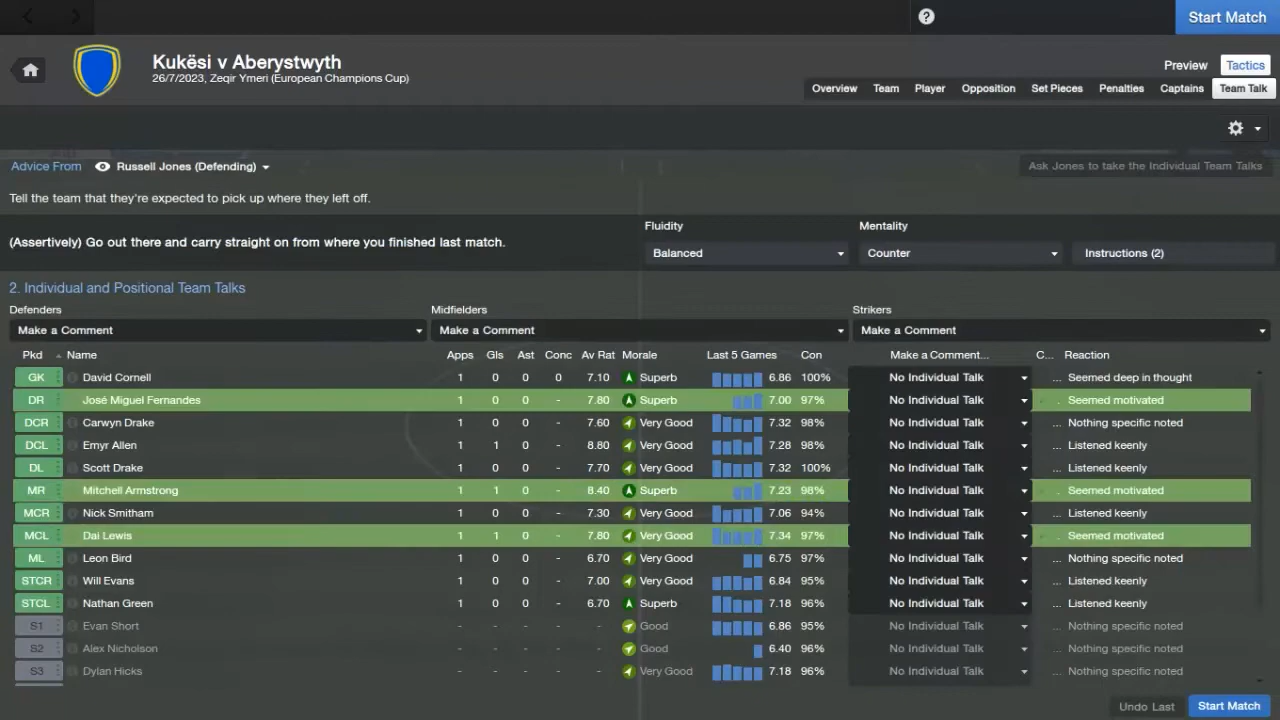 Start Match
Kukësi v Aberystwyth
26/7/2023, Zeqir Ymeri (European Champions Cup)
Preview Tactics
Overview Team Player Opposition Set Pieces Penalties Captains Team Talk
Advice From Russell Jones (Defending) Ask Jones to take the Individual Team Talks
Tell the team that they're expected to pick up where they left off.
Fluidity Mentality
(Assertively) Go out there and carry straight on from where you finished last match.
Balanced Counter Instructions (2)
2. Individual and Positional Team Talks
Defenders Midfielders Strikers
Make a Comment Make a Comment Make a Comment
Pkd Name Apps Gls Ast Conc Av Rat Morale Last 5 Games Con Make a Comment... C... Reaction
GK David Cornell 1 0 0 0 7.10 Superb 6.86 100% No Individual Talk ... Seemed deep in thought
DR José Miguel Fernandes 1 0 0 - 7.80 Superb 7.00 97% No Individual Talk Seemed motivated
DCR Carwyn Drake 1 0 0 - 7.60 Very Good 7.32 98% No Individual Talk ... Nothing specific noted
DCL Emyr Allen 1 1 0 - 8.80 Very Good 7.28 98% No Individual Talk ... Listened keenly
DL Scott Drake 1 0 0 - 7.70 Very Good 7.32 100% No Individual Talk ... Listened keenly
MR Mitchell Armstrong 1 1 0 - 8.40 Superb 7.23 98% No Individual Talk Seemed motivated
MCR Nick Smitham 1 0 0 - 7.30 Very Good 7.06 94% No Individual Talk ... Listened keenly
MCL Dai Lewis 1 1 0 - 7.80 Very Good 7.34 97% No Individual Talk Seemed motivated
ML Leon Bird 1 0 0 - 6.70 Very Good 6.75 97% No Individual Talk ... Nothing specific noted
STCR Will Evans 1 0 0 - 7.00 Very Good 6.84 95% No Individual Talk ... Listened keenly
STCL Nathan Green 1 0 0 - 6.70 Superb 7.18 96% No Individual Talk ... Listened keenly
S1 Evan Short - - - - - Good 6.86 95% No Individual Talk ... Nothing specific noted
S2 Alex Nicholson - - - - - Good 6.40 96% No Individual Talk ... Nothing specific noted
S3 Dylan Hicks - - - - - Very Good 7.18 96% No Individual Talk ... Nothing specific noted
Undo Last Start Match